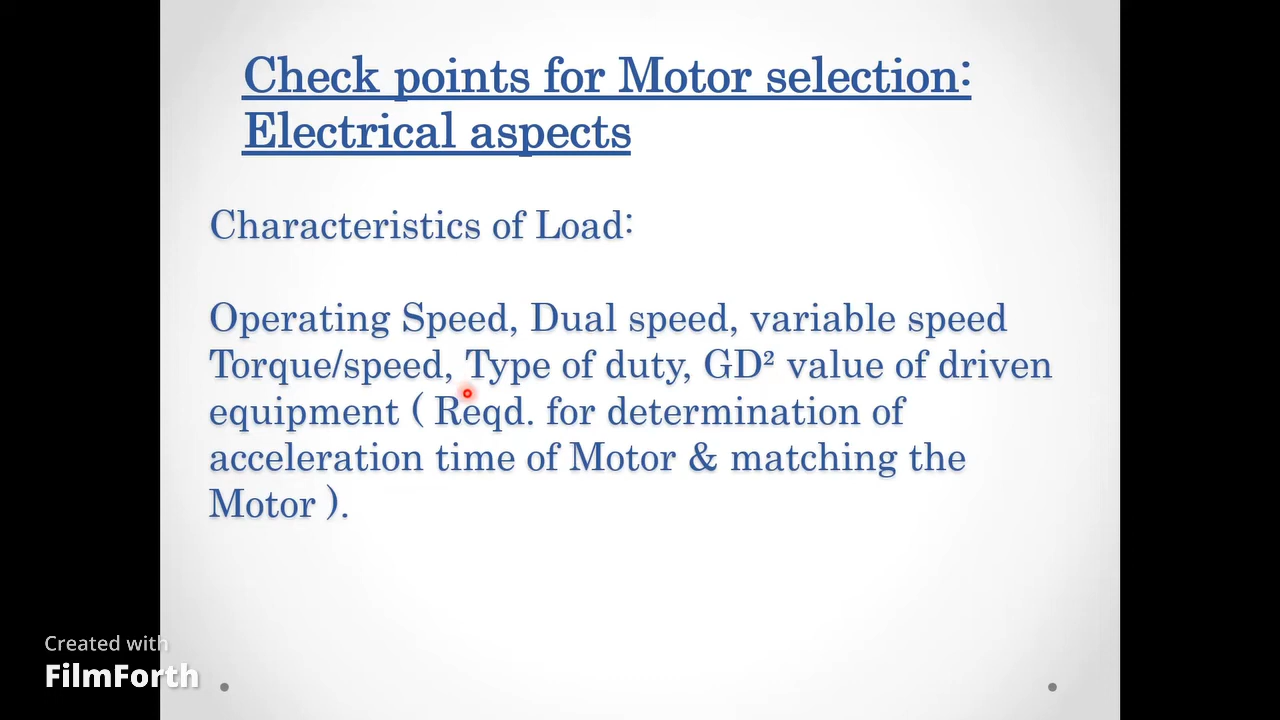 Check points for Motor selection:
Electrical aspects
Characteristics of Load:
Operating Speed, Dual speed, variable speed
Torque/speed, Type of duty, GD² value of driven
equipment ( Reqd. for determination of
acceleration time of Motor & matching the
Motor ).
Created with
FilmForth